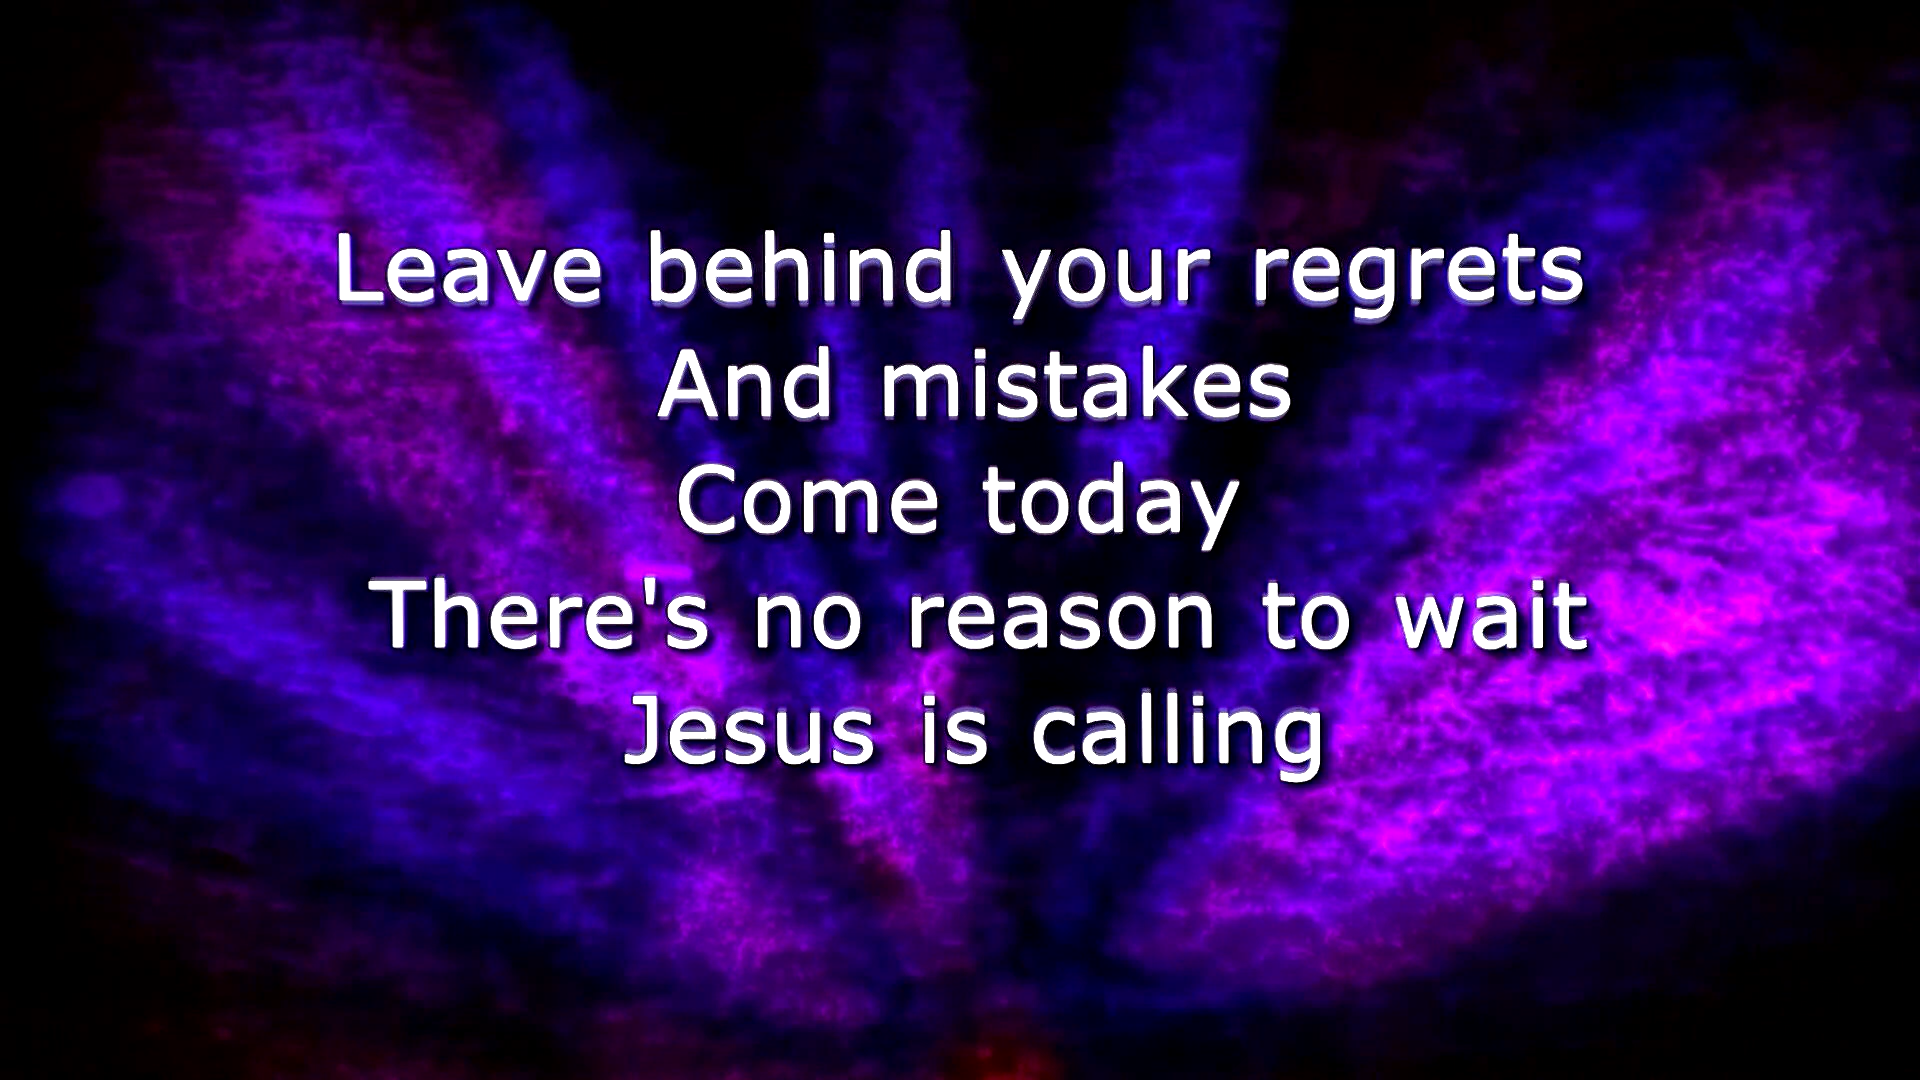 Leave behind your regrets
And mistakes
Come today
There's no reason to wait
Jesus is calling